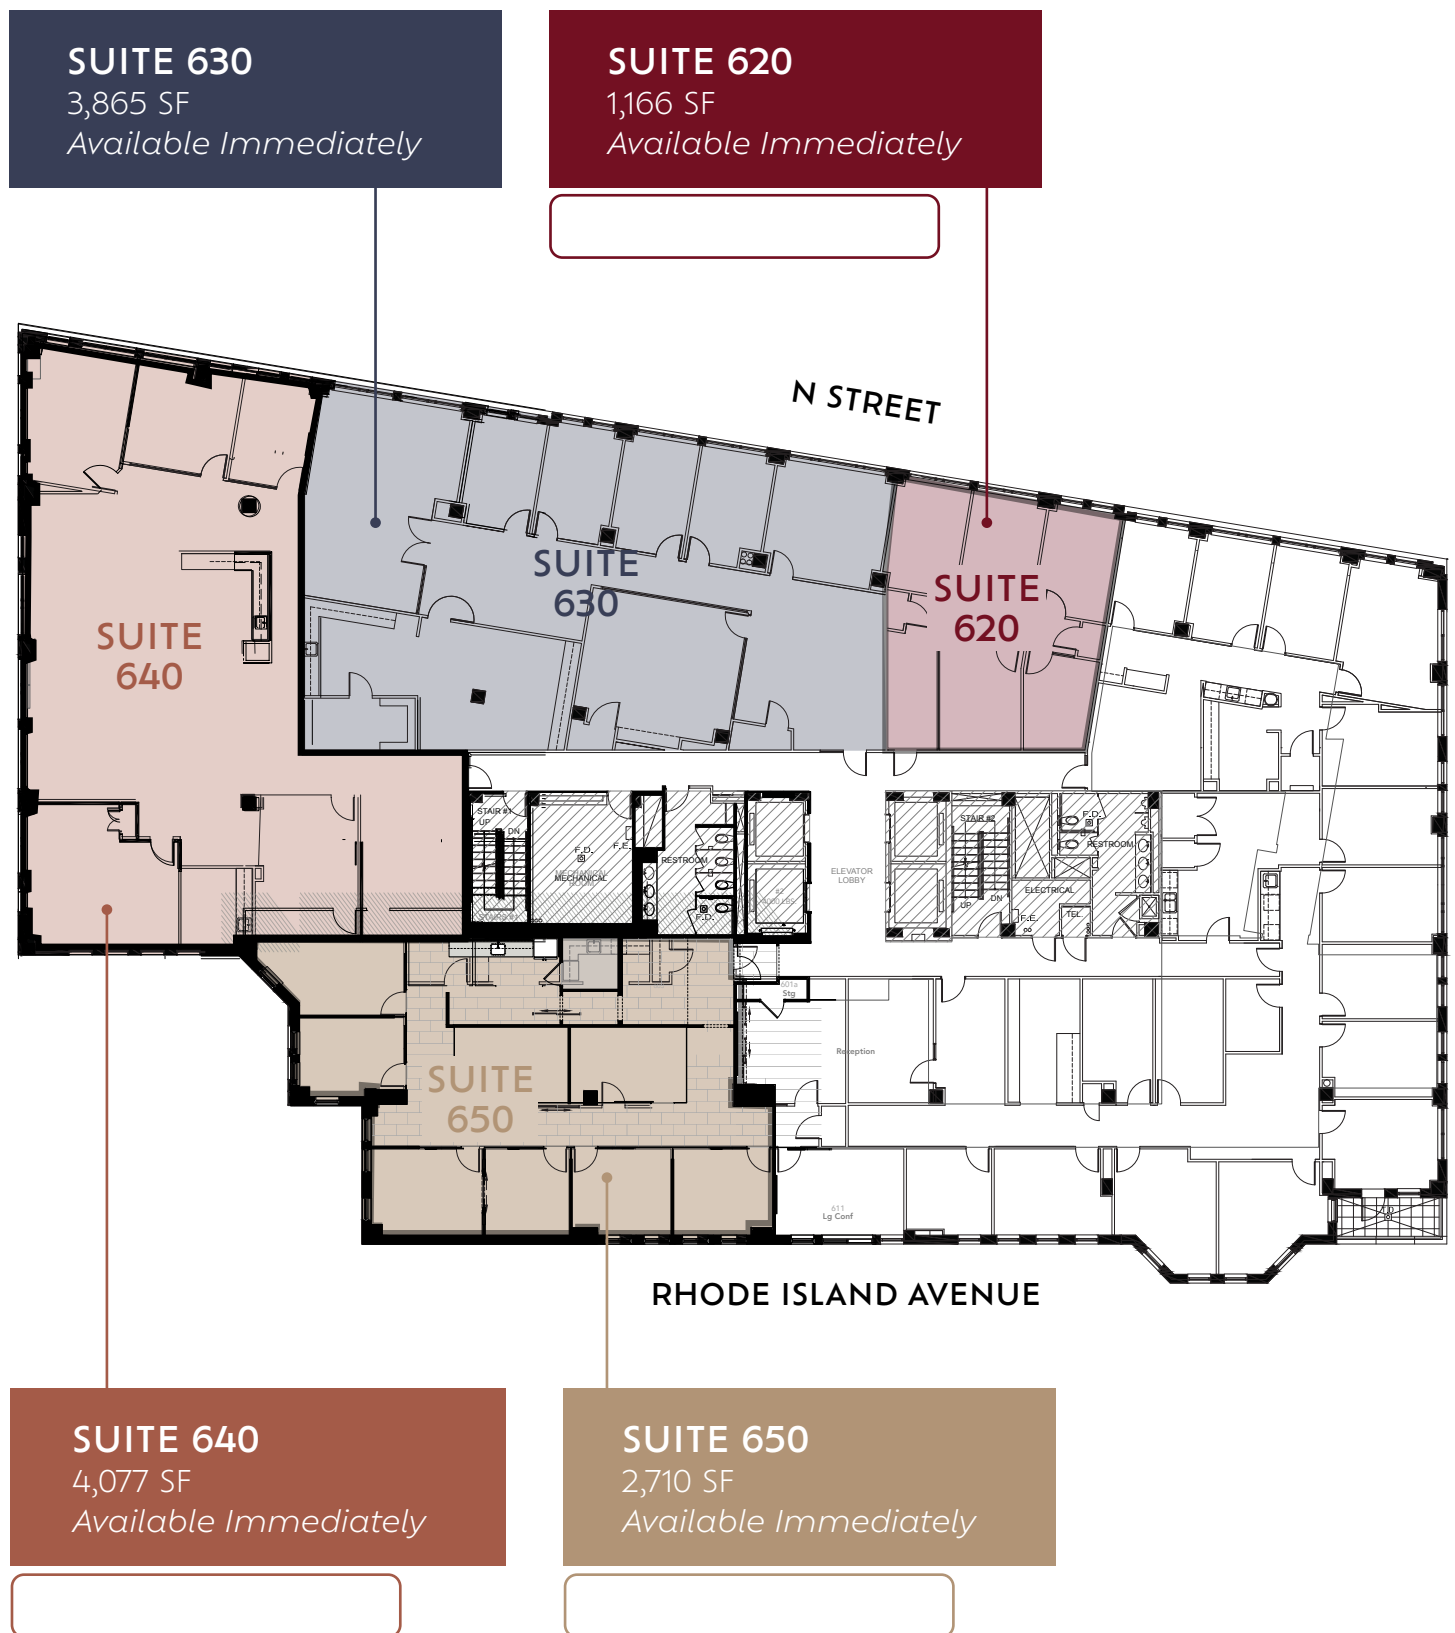 SUITE 630
3,865 SF
Available Immediately
SUITE 620
1,166 SF
Available Immediately
N STREET
SUITE
630
SUITE
620
SUITE
640
STAIR #1
UP
DN
F.D.
F.E.
MECHANICAL
RESTROOM
F.D.
ELEVATOR
LOBBY
STAIR #2
UP
DN
F.D.
RESTROOM
ELECTRICAL
F.E.
TEL.
601a
Stg
Reception
SUITE
650
611
Lg Conf
RHODE ISLAND AVENUE
SUITE 640
4,077 SF
Available Immediately
SUITE 650
2,710 SF
Available Immediately